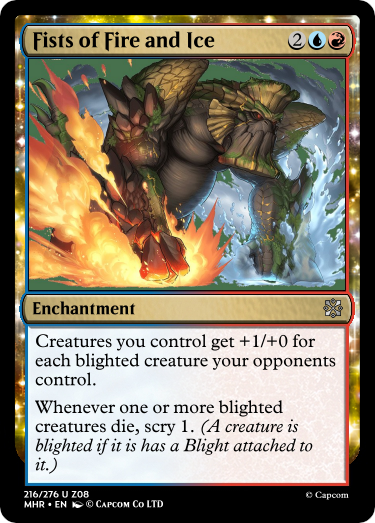 Fists of Fire and Ice 2
Enchantment
Creatures you control get +1/+0 for
each blighted creature your opponents
control.
Whenever one or more blighted
creatures die, scry 1. (A creature is
blighted if it is has a Blight attached to
it.)
216/276 U Z08
© Capcom
MHR • EN © CAPCOM CO LTD